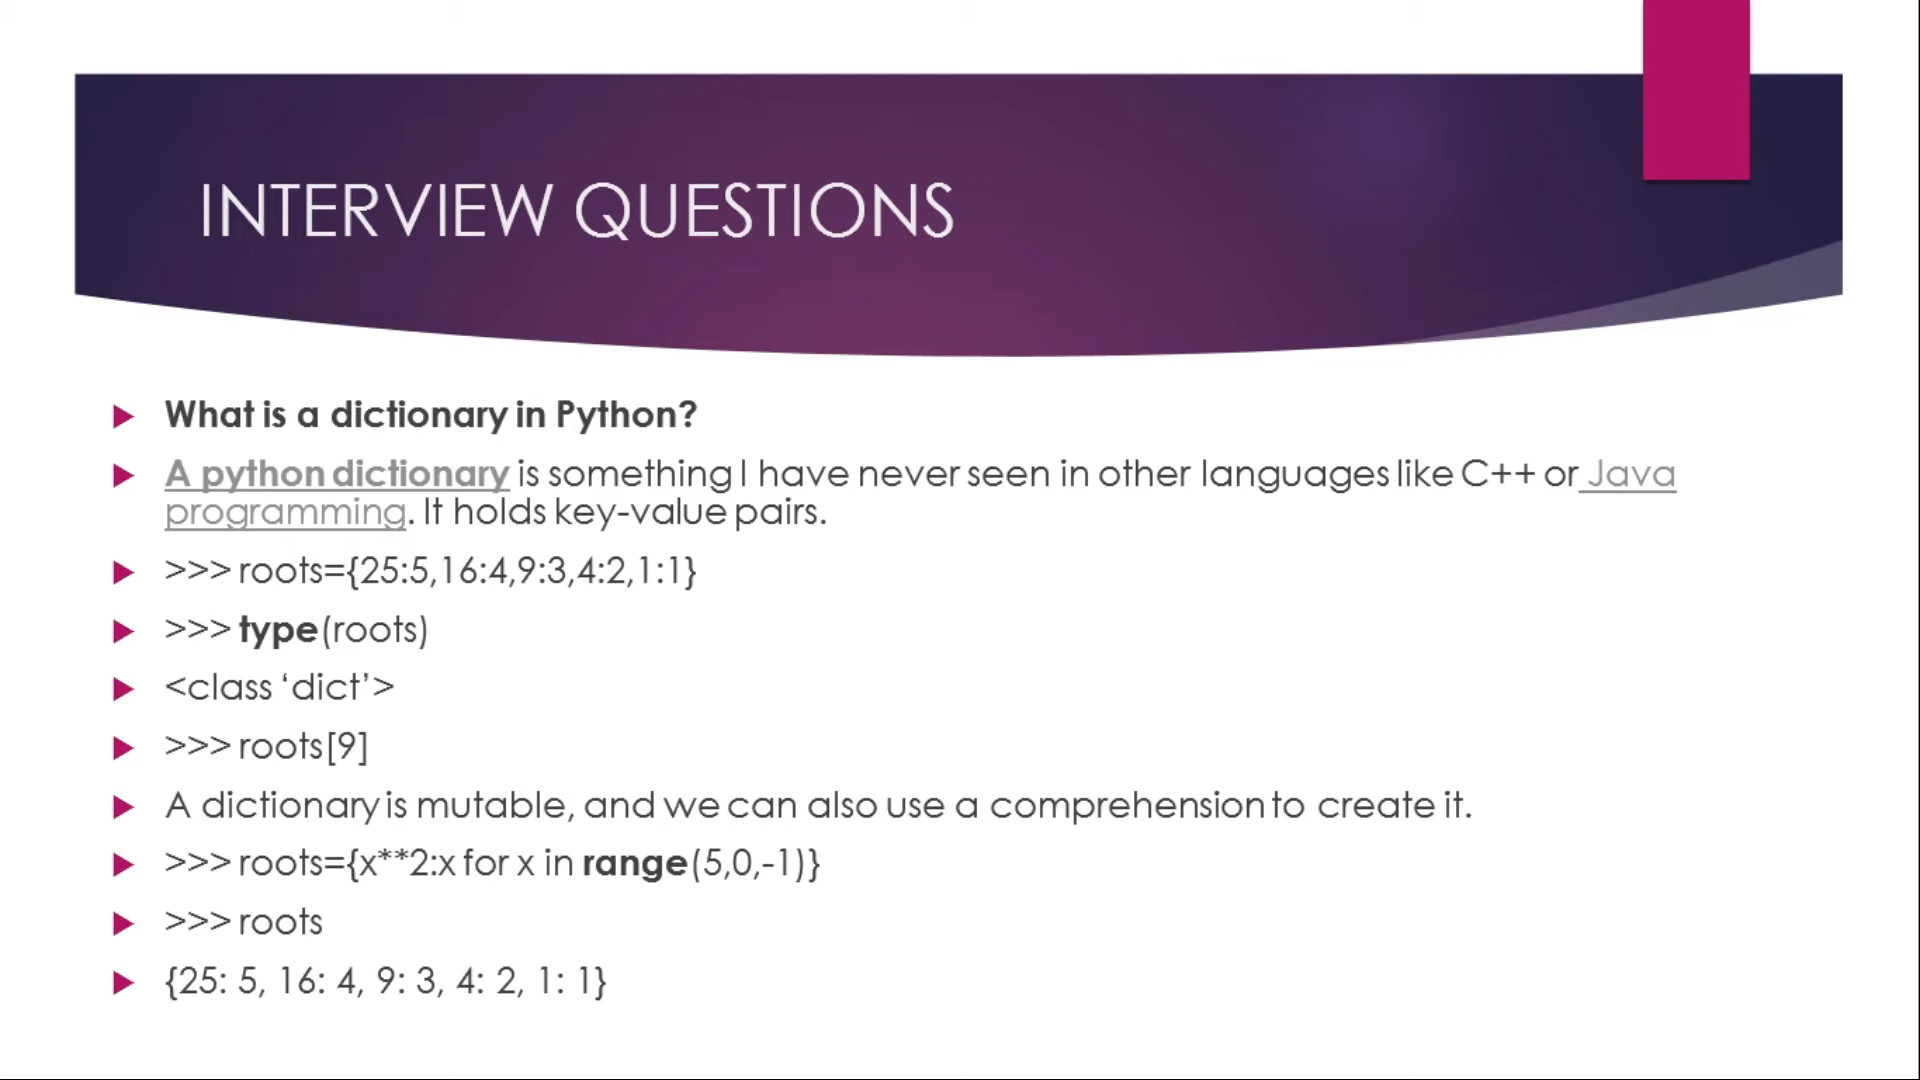 INTERVIEW QUESTIONS
What is a dictionary in Python?
A python dictionary is something I have never seen in other languages like C++ or Java
programming. It holds key-value pairs.
>>> roots={25:5,16:4,9:3,4:2,1:1}
>>> type(roots)
<class ‘dict’>
>>> roots[9]
A dictionary is mutable, and we can also use a comprehension to create it.
>>> roots={x**2:x for x in range(5,0,-1)}
>>> roots
{25: 5, 16: 4, 9: 3, 4: 2, 1: 1}